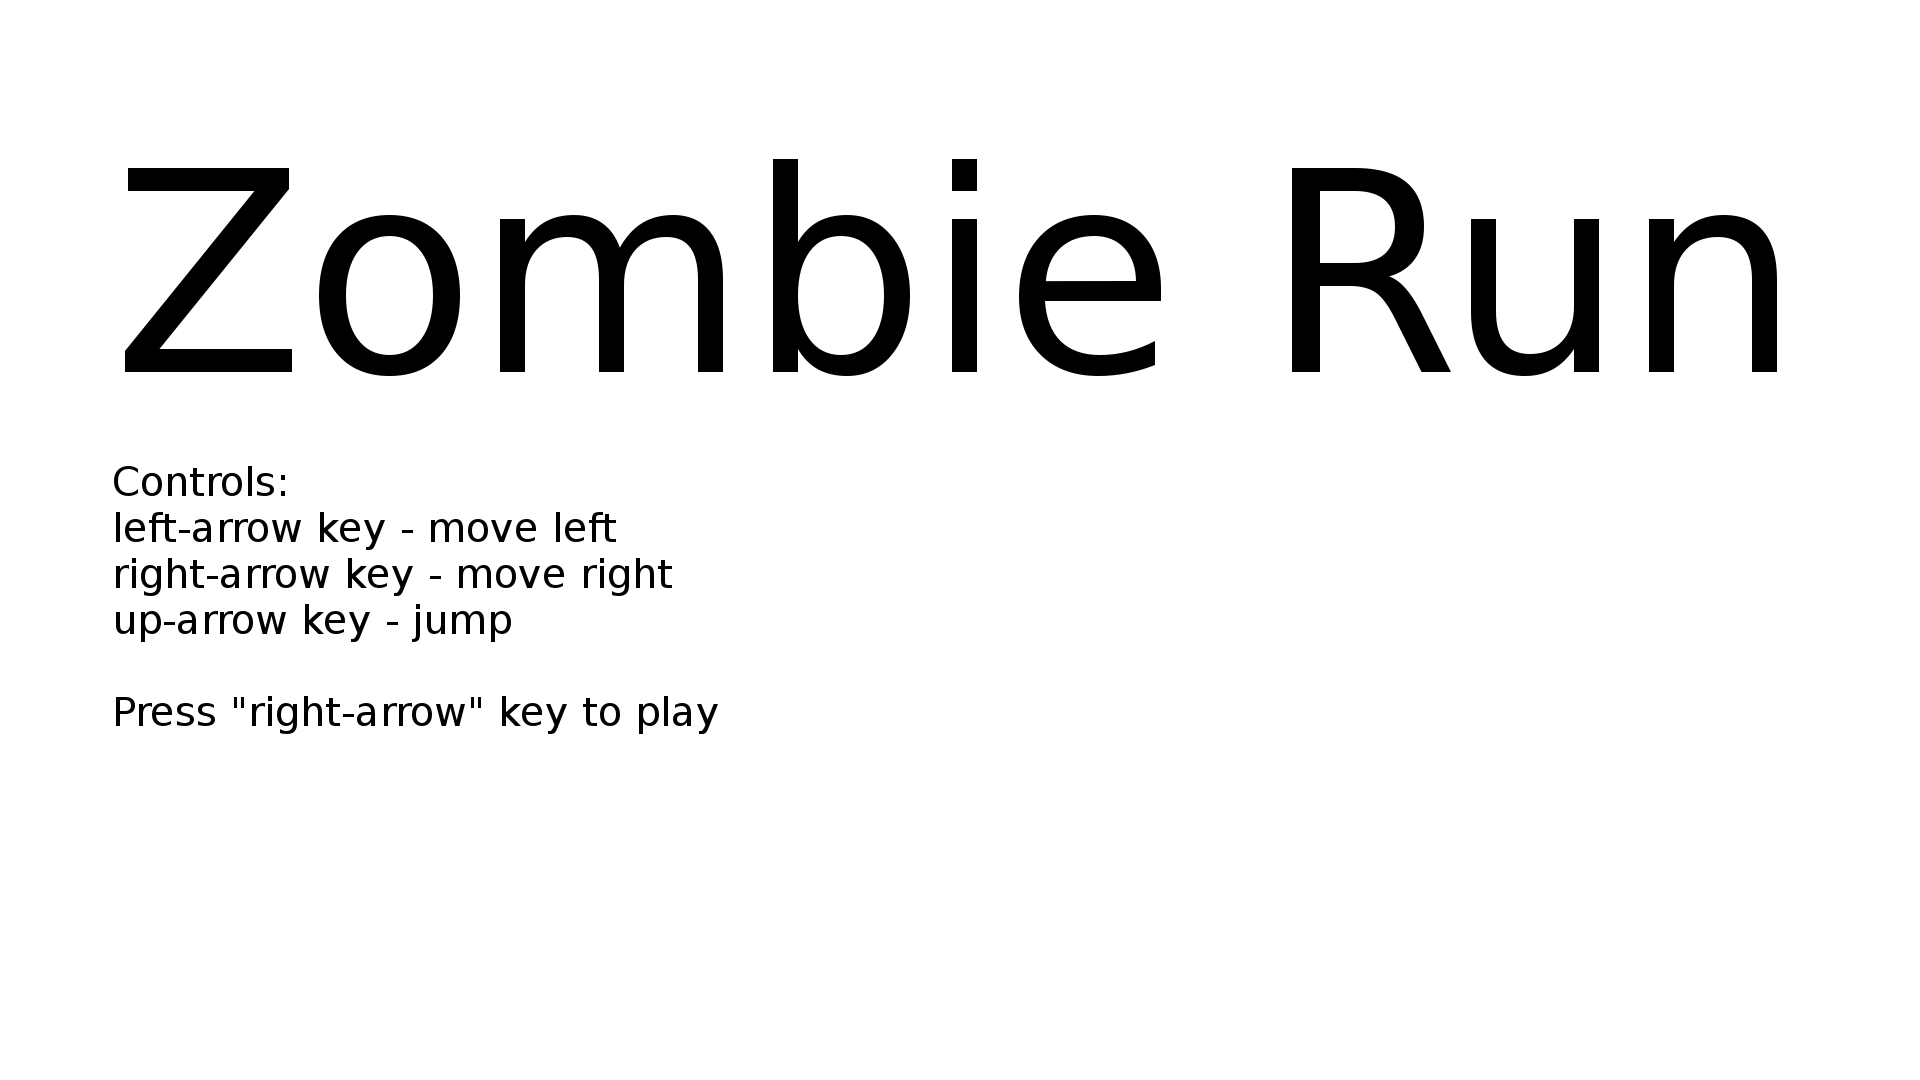 Zombie Run
Controls:
left-arrow key - move left
right-arrow key - move right
up-arrow key - jump
Press "right-arrow" key to play